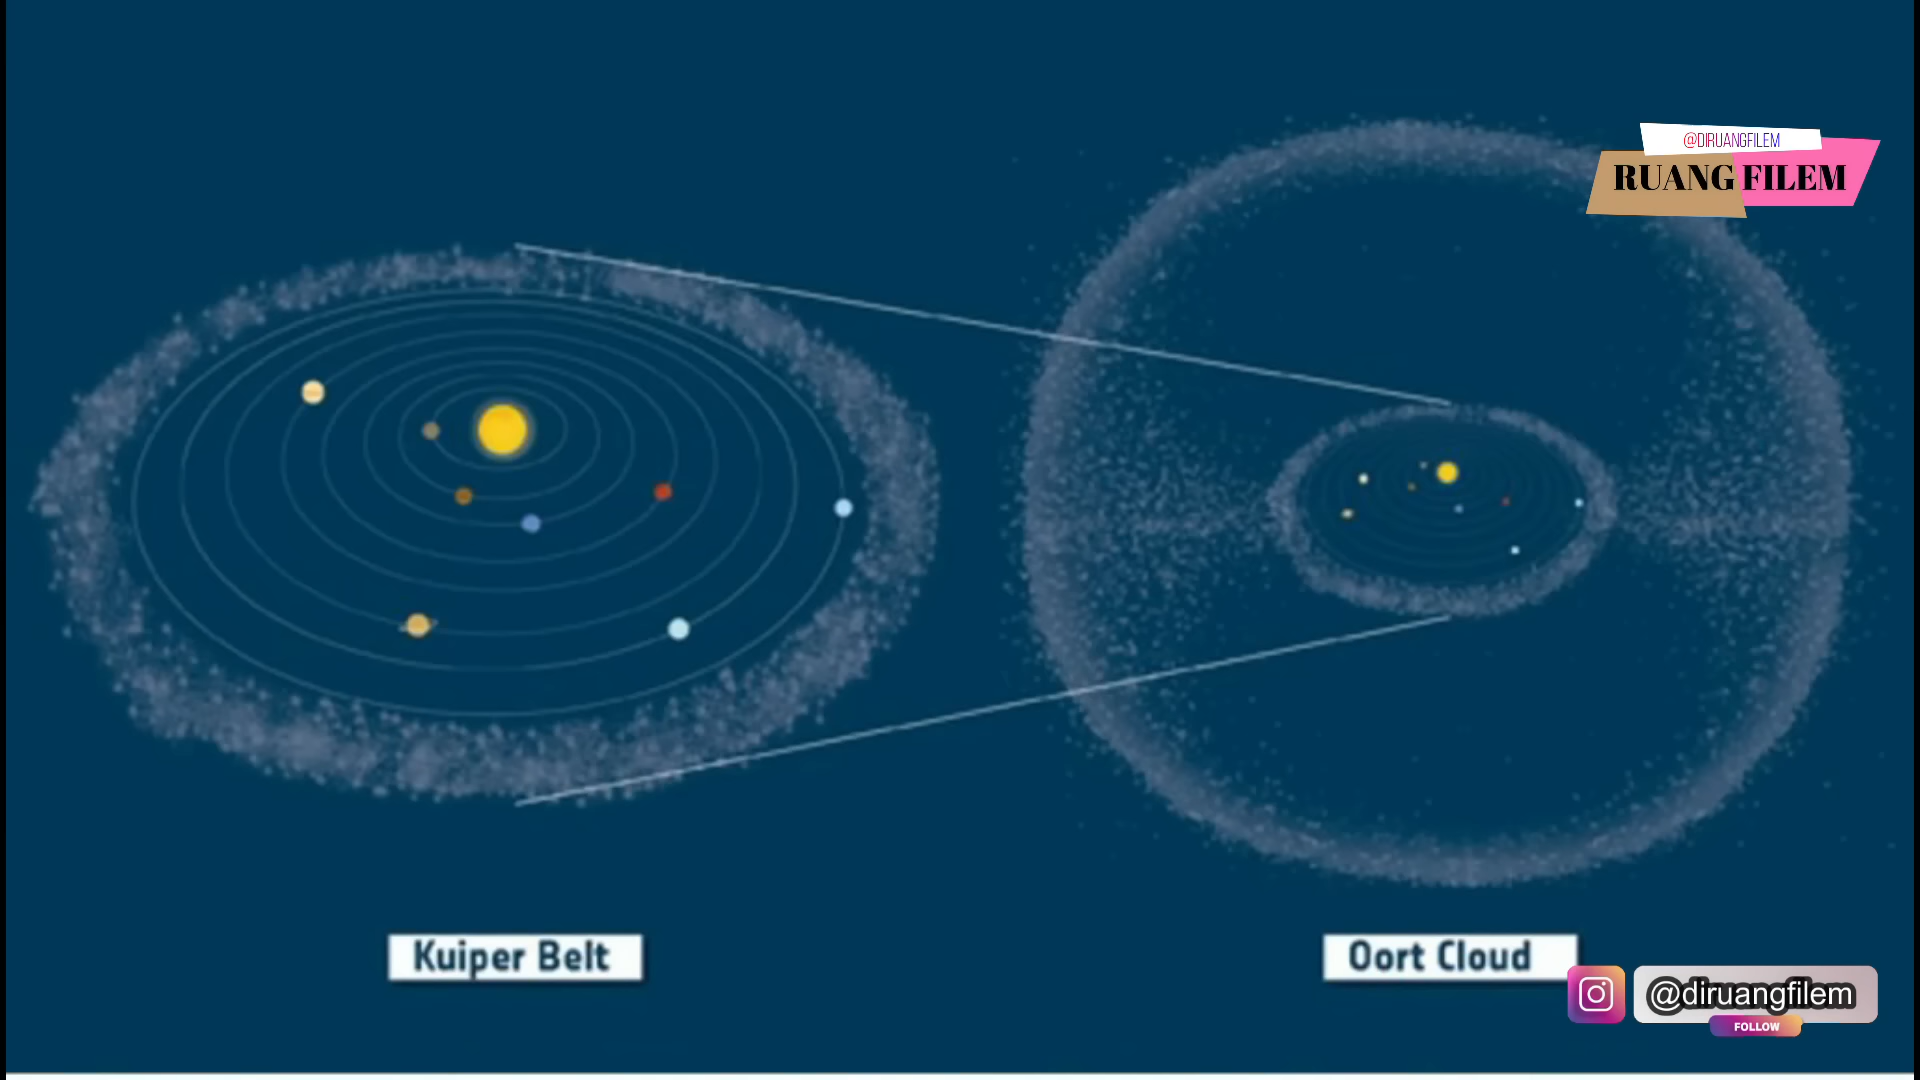 @DIRUANGFILEM
RUANG FILEM
Kuiper Belt
Oort Cloud
@diruangfilem
FOLLOW